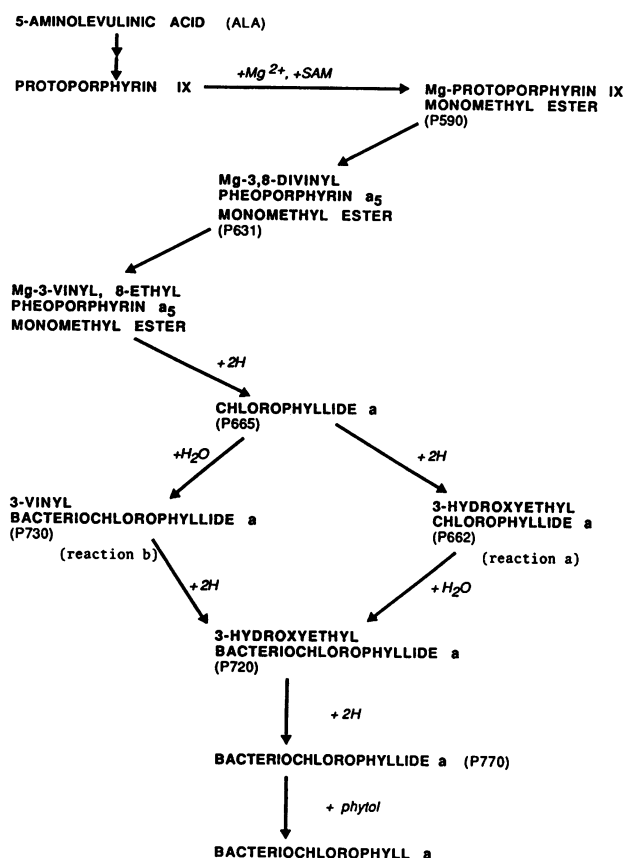 5-AMINOLEVULINIC ACID (ALA)
PROTOPORPHYRIN IX
+Mg 2+, +SAM
Mg-PROTOPORPHYRIN IX
MONOMETHYL ESTER
(P590)
Mg-3,8-DIVINYL
PHEOPORPHYRIN a5
MONOMETHYL ESTER
(P631)
Mg-3-VINYL, 8-ETHYL
PHEOPORPHYRIN a5
MONOMETHYL ESTER
+ 2H
CHLOROPHYLLIDE a
(P665)
+H2O
+ 2H
3-VINYL
BACTERIOCHLOROPHYLLIDE a
(P730)
(reaction b)
3-HYDROXYETHYL
CHLOROPHYLLIDE a
(P662)
(reaction a)
+ 2H
+ H2O
3-HYDROXYETHYL
BACTERIOCHLOROPHYLLIDE a
(P720)
+ 2H
BACTERIOCHLOROPHYLLIDE a (P770)
+ phytol
BACTERIOCHLOROPHYLL a